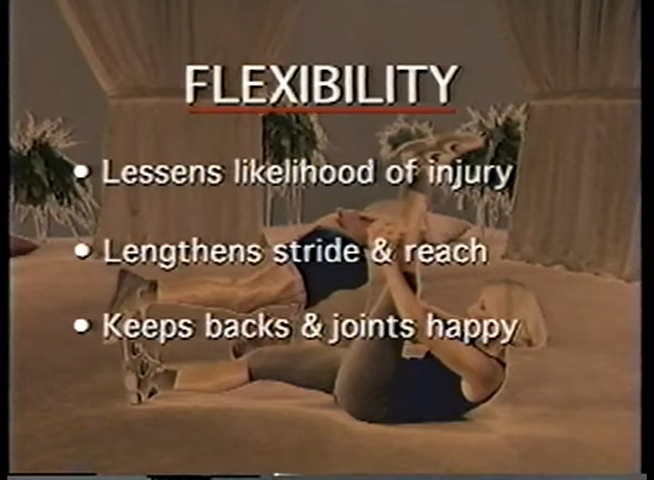 FLEXIBILITY
• Lessens likelihood of injury
• Lengthens stride & reach
• Keeps backs & joints happy